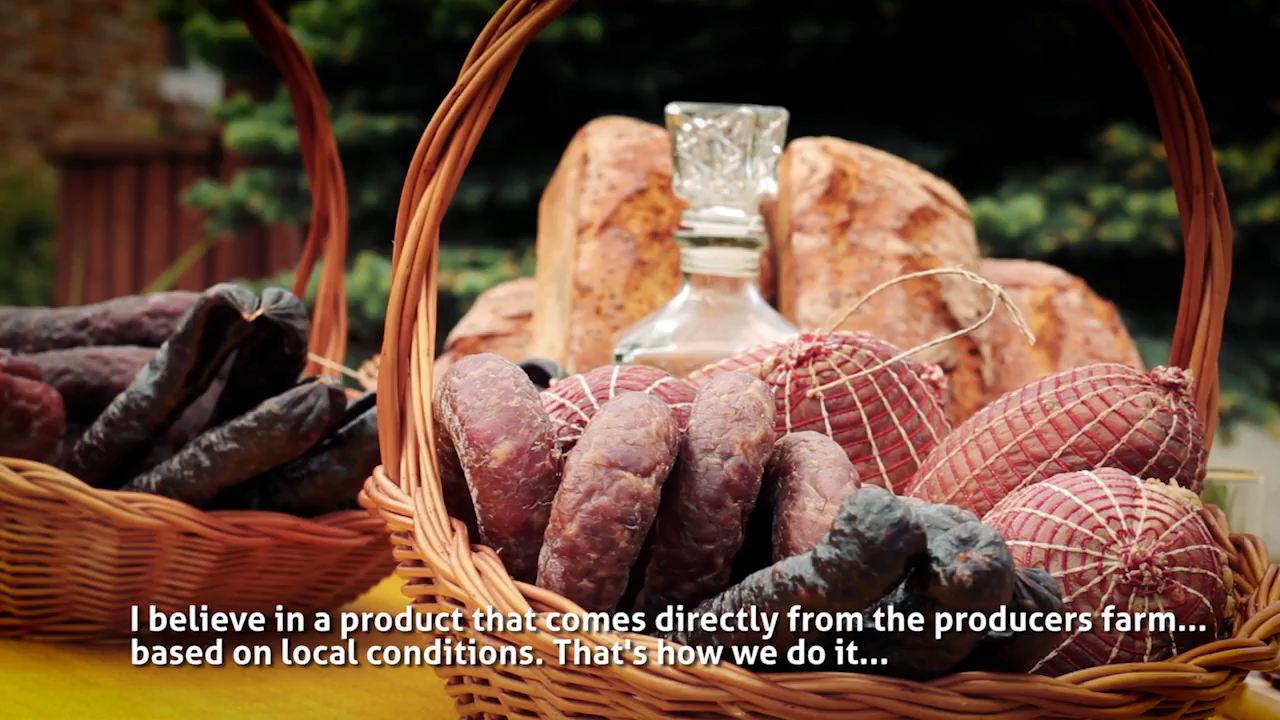 I believe in a product that comes directly from the producers farm...
based on local conditions. That's how we do it...